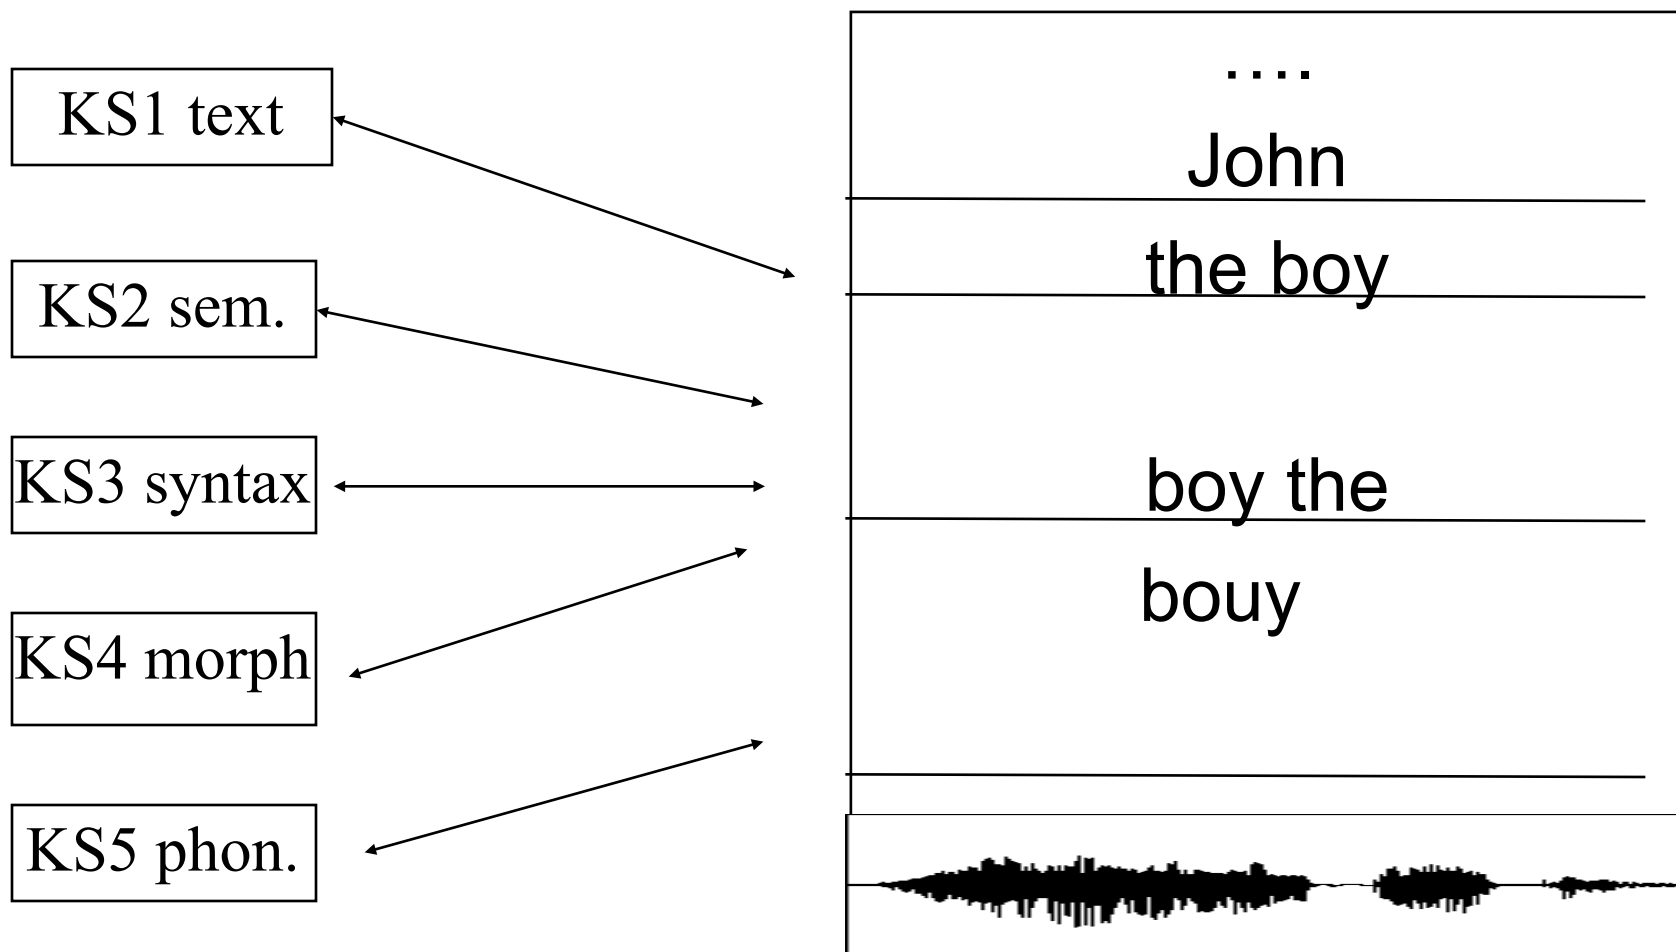 KS1 text
KS2 sem.
KS3 syntax
KS4 morph
KS5 phon.
....
John
the boy
boy the
bouy